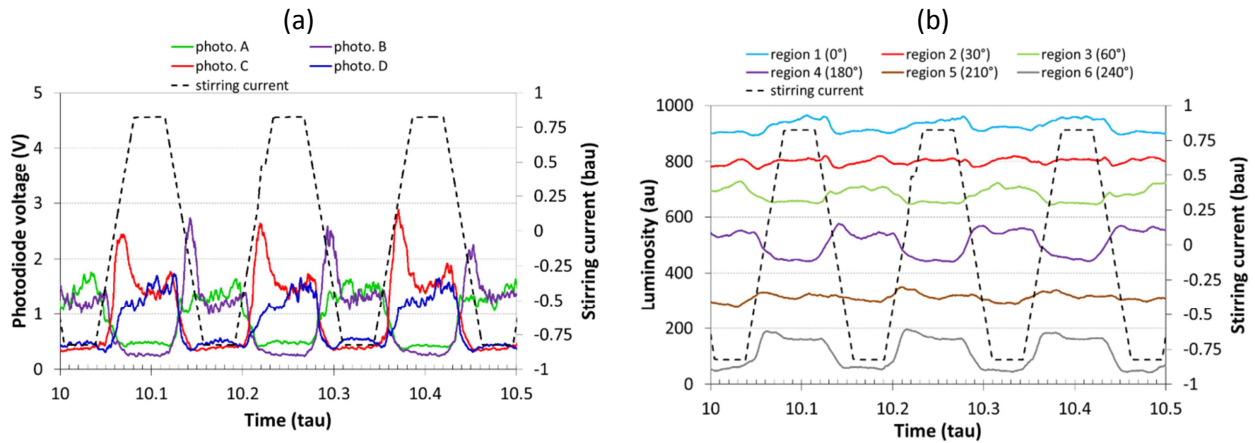 (a)
photo. A photo. B
photo. C photo. D
stirring current
Photodiode voltage (V)
5
4
3
2
1
0
1
0.75
0.5
0.25
0
-0.25
-0.5
-0.75
-1
Stirring current (bau)
10 10.1 10.2 10.3 10.4 10.5
Time (tau)
(b)
region 1 (0°) region 2 (30°) region 3 (60°)
region 4 (180°) region 5 (210°) region 6 (240°)
stirring current
Luminosity (au)
1000
800
600
400
200
0
1
0.75
0.5
0.25
0
-0.25
-0.5
-0.75
-1
Stirring current (bau)
10 10.1 10.2 10.3 10.4 10.5
Time (tau)